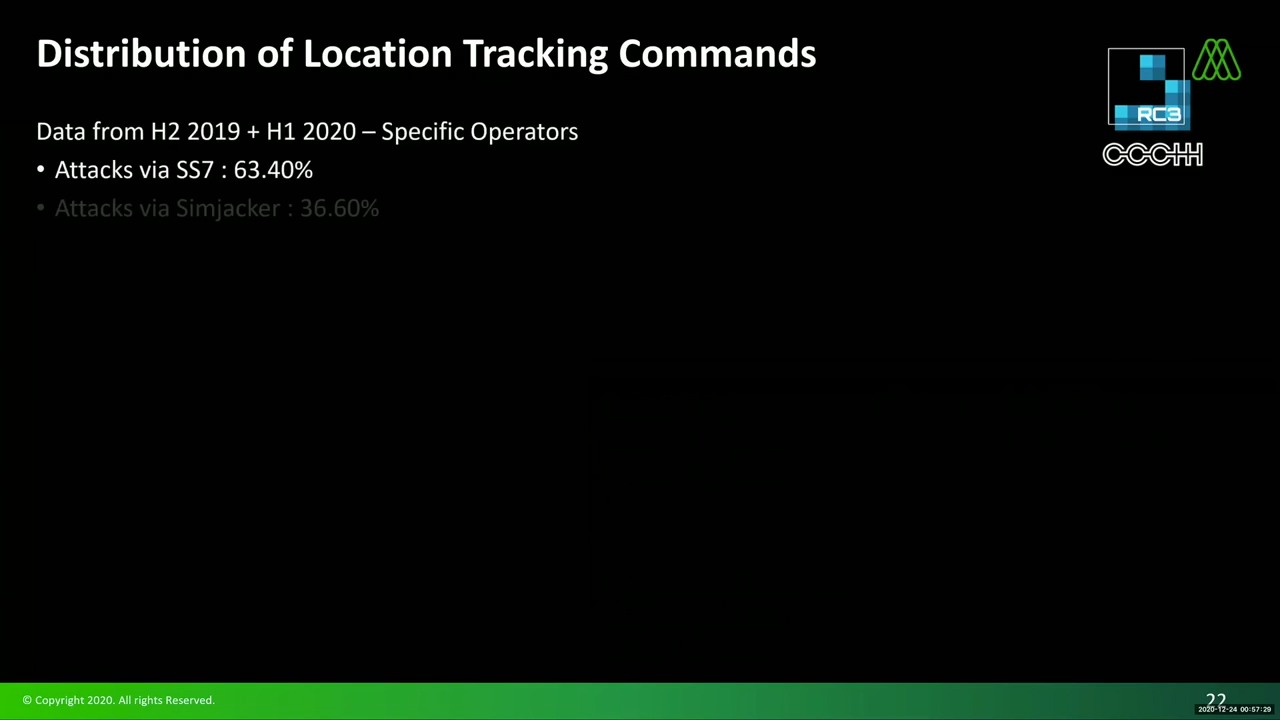 Distribution of Location Tracking Commands
RC3
CCCHH
Data from H2 2019 + H1 2020 – Specific Operators
• Attacks via SS7 : 63.40%
• Attacks via Simjacker : 36.60%
© Copyright 2020. All rights Reserved.
22
2020-12-24 00:57:29